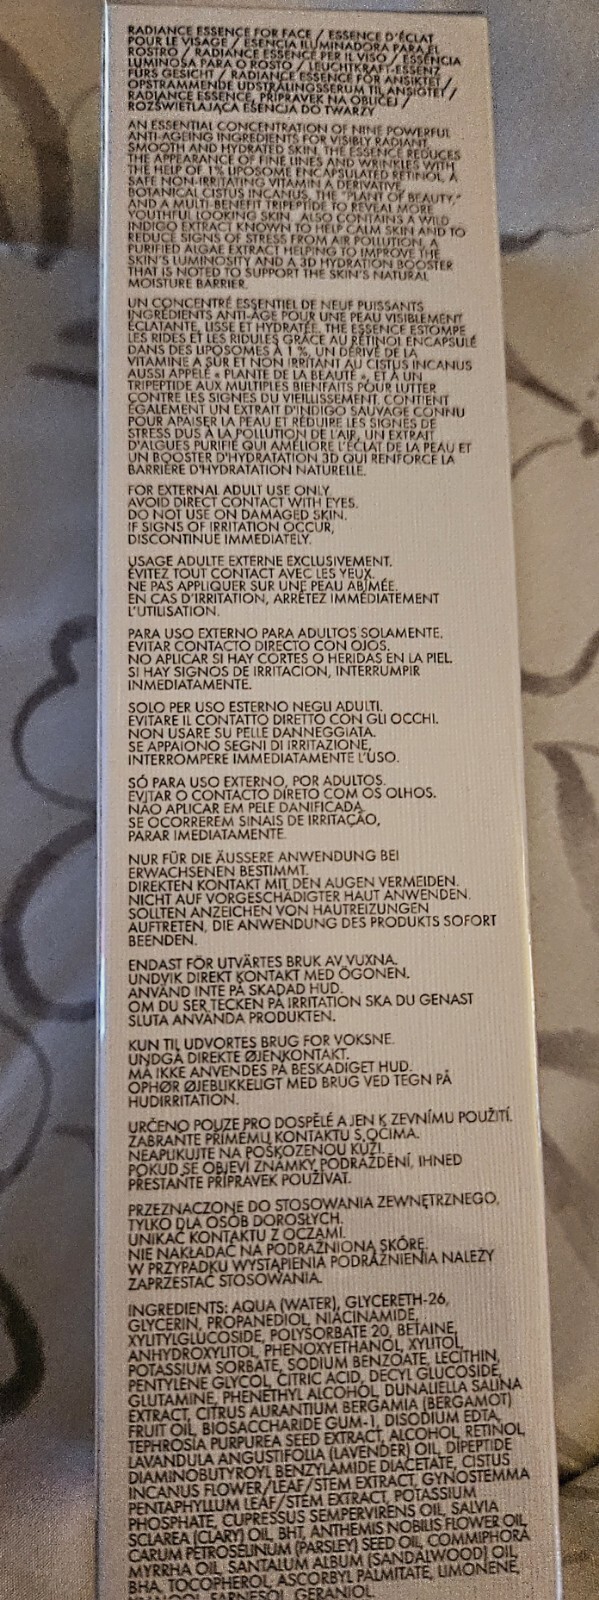 RADIANCE ESSENCE FOR FACE / ESSENCE D'ÉCLAT
POUR LE VISAGE / ESENCIA ILUMINADORA PARA EL
ROSTRO / RADIANCE ESSENCE PER IL VISO / ESSÊNCIA
LUMINOSA PARA O ROSTO / LEUCHTKRAFT-ESSENZ
FÜRS GESICHT / RADIANCE ESSENCE FÖR ANSIKTET /
OPSTRAMMENDE UDSTRÅLINGSSERUM TIL ANSIGTET /
RADIANCE ESSENCE, PŘÍPRAVEK NA OBLIČEJ /
ROZŚWIETLAJĄCA ESENCJA DO TWARZY
AN ESSENTIAL CONCENTRATION OF NINE POWERFUL
ANTI-AGEING INGREDIENTS FOR VISIBLY RADIANT,
SMOOTH AND HYDRATED SKIN. THE ESSENCE REDUCES
THE APPEARANCE OF FINE LINES AND WRINKLES WITH
THE HELP OF 1% LIPOSOME ENCAPSULATED RETINOL, A
SAFE NON-IRRITATING VITAMIN A DERIVATIVE,
BOTANICAL CISTUS INCANUS, THE "PLANT OF BEAUTY,"
AND A MULTI-BENEFIT TRIPEPTIDE TO REVEAL MORE
YOUTHFUL LOOKING SKIN. ALSO CONTAINS A WILD
INDIGO EXTRACT KNOWN TO HELP CALM SKIN AND TO
REDUCE SIGNS OF STRESS FROM AIR POLLUTION, A
PURIFIED ALGAE EXTRACT HELPING TO IMPROVE THE
SKIN'S LUMINOSITY AND A 3D HYDRATION BOOSTER
THAT IS NOTED TO SUPPORT THE SKIN'S NATURAL
MOISTURE BARRIER.
UN CONCENTRÉ ESSENTIEL DE NEUF PUISSANTS
INGRÉDIENTS ANTI-ÂGE POUR UNE PEAU VISIBLEMENT
ÉCLATANTE, LISSE ET HYDRATÉE. THE ESSENCE ESTOMPE
LES RIDES ET LES RIDULES GRÂCE AU RÉTINOL ENCAPSULÉ
DANS DES LIPOSOMES À 1 %, UN DÉRIVÉ DE LA
VITAMINE A SÛR ET NON IRRITANT AU CISTUS INCANUS
AUSSI APPELÉ « PLANTE DE LA BEAUTÉ », ET À UN
TRIPEPTIDE AUX MULTIPLES BIENFAITS POUR LUTTER
CONTRE LES SIGNES DU VIEILLISSEMENT. CONTIENT
ÉGALEMENT UN EXTRAIT D'INDIGO SAUVAGE CONNU
POUR APAISER LA PEAU ET RÉDUIRE LES SIGNES DE
STRESS DUS À LA POLLUTION DE L'AIR, UN EXTRAIT
D'ALGUES PURIFIÉ QUI AMÉLIORE L'ÉCLAT DE LA PEAU ET
UN BOOSTER D'HYDRATATION 3D QUI RENFORCE LA
BARRIÈRE D'HYDRATATION NATURELLE.
FOR EXTERNAL ADULT USE ONLY.
AVOID DIRECT CONTACT WITH EYES.
DO NOT USE ON DAMAGED SKIN.
IF SIGNS OF IRRITATION OCCUR,
DISCONTINUE IMMEDIATELY.
USAGE ADULTE EXTERNE EXCLUSIVEMENT.
ÉVITEZ TOUT CONTACT AVEC LES YEUX.
NE PAS APPLIQUER SUR UNE PEAU ABÎMÉE.
EN CAS D'IRRITATION, ARRÊTEZ IMMÉDIATEMENT
L'UTILISATION.
PARA USO EXTERNO PARA ADULTOS SOLAMENTE.
EVITAR CONTACTO DIRECTO CON OJOS.
NO APLICAR SI HAY CORTES O HERIDAS EN LA PIEL.
SI HAY SIGNOS DE IRRITACION, INTERRUMPIR
INMEDIATAMENTE.
SOLO PER USO ESTERNO NEGLI ADULTI.
EVITARE IL CONTATTO DIRETTO CON GLI OCCHI.
NON USARE SU PELLE DANNEGGIATA.
SE APPAIONO SEGNI DI IRRITAZIONE,
INTERROMPERE IMMEDIATAMENTE L'USO.
SÓ PARA USO EXTERNO, POR ADULTOS.
EVITAR O CONTACTO DIRETO COM OS OLHOS.
NÃO APLICAR EM PELE DANIFICADA.
SE OCORREREM SINAIS DE IRRITAÇÃO,
PARAR IMEDIATAMENTE.
NUR FÜR DIE ÄUSSERE ANWENDUNG BEI
ERWACHSENEN BESTIMMT.
DIREKTEN KONTAKT MIT DEN AUGEN VERMEIDEN.
NICHT AUF VORGESCHÄDIGTER HAUT ANWENDEN.
SOLLTEN ANZEICHEN VON HAUTREIZUNGEN
AUFTRETEN, DIE ANWENDUNG DES PRODUKTS SOFORT
BEENDEN.
ENDAST FÖR UTVÄRTES BRUK AV VUXNA.
UNDVIK DIREKT KONTAKT MED ÖGONEN.
ANVÄND INTE PÅ SKADAD HUD.
OM DU SER TECKEN PÅ IRRITATION SKA DU GENAST
SLUTA ANVÄNDA PRODUKTEN.
KUN TIL UDVORTES BRUG FOR VOKSNE.
UNDGÅ DIREKTE ØJENKONTAKT.
MÅ IKKE ANVENDES PÅ BESKADIGET HUD.
OPHØR ØJEBLIKKELIGT MED BRUG VED TEGN PÅ
HUDIRRITATION.
URČENO POUZE PRO DOSPĚLÉ A JEN K ZEVNÍMU POUŽITÍ.
ZABRANTE PŘÍMÉMU KONTAKTU S OČIMA.
NEAPLIKUJTE NA POŠKOZENOU KŮŽI.
POKUD SE OBJEVÍ ZNÁMKY PODRÁŽDĚNÍ, IHNED
PŘESTAŇTE PŘÍPRAVEK POUŽÍVAT.
PRZEZNACZONE DO STOSOWANIA ZEWNĘTRZNEGO,
TYLKO DLA OSÓB DOROSŁYCH.
UNIKAĆ KONTAKTU Z OCZAMI.
NIE NAKŁADAĆ NA PODRAŻNIONĄ SKÓRĘ.
W PRZYPADKU WYSTĄPIENIA PODRAŻNIENIA NALEŻY
ZAPRZESTAĆ STOSOWANIA.
INGREDIENTS: AQUA (WATER), GLYCERETH-26,
GLYCERIN, PROPANEDIOL, NIACINAMIDE,
XYLITYLGLUCOSIDE, POLYSORBATE 20, BETAINE,
ANHYDROXYLITOL, PHENOXYETHANOL, XYLITOL,
POTASSIUM SORBATE, SODIUM BENZOATE, LECITHIN,
PENTYLENE GLYCOL, CITRIC ACID, DECYL GLUCOSIDE,
GLUTAMINE, PHENETHYL ALCOHOL, DUNALIELLA SALINA
EXTRACT, CITRUS AURANTIUM BERGAMIA (BERGAMOT)
FRUIT OIL, BIOSACCHARIDE GUM-1, DISODIUM EDTA,
TEPHROSIA PURPUREA SEED EXTRACT, ALCOHOL, RETINOL,
LAVANDULA ANGUSTIFOLIA (LAVENDER) OIL, DIPEPTIDE
DIAMINOBUTYROYL BENZYLAMIDE DIACETATE, CISTUS
INCANUS FLOWER/LEAF/STEM EXTRACT, GYNOSTEMMA
PENTAPHYLLUM LEAF/STEM EXTRACT, POTASSIUM
PHOSPHATE, CUPRESSUS SEMPERVIRENS OIL, SALVIA
SCLAREA (CLARY) OIL, BHT, ANTHEMIS NOBILIS FLOWER OIL,
CARUM PETROSELINUM (PARSLEY) SEED OIL, COMMIPHORA
MYRRHA OIL, SANTALUM ALBUM (SANDALWOOD) OIL,
BHA, TOCOPHEROL, ASCORBYL PALMITATE, LIMONENE,
LINALOOL, FARNESOL, GERANIOL.